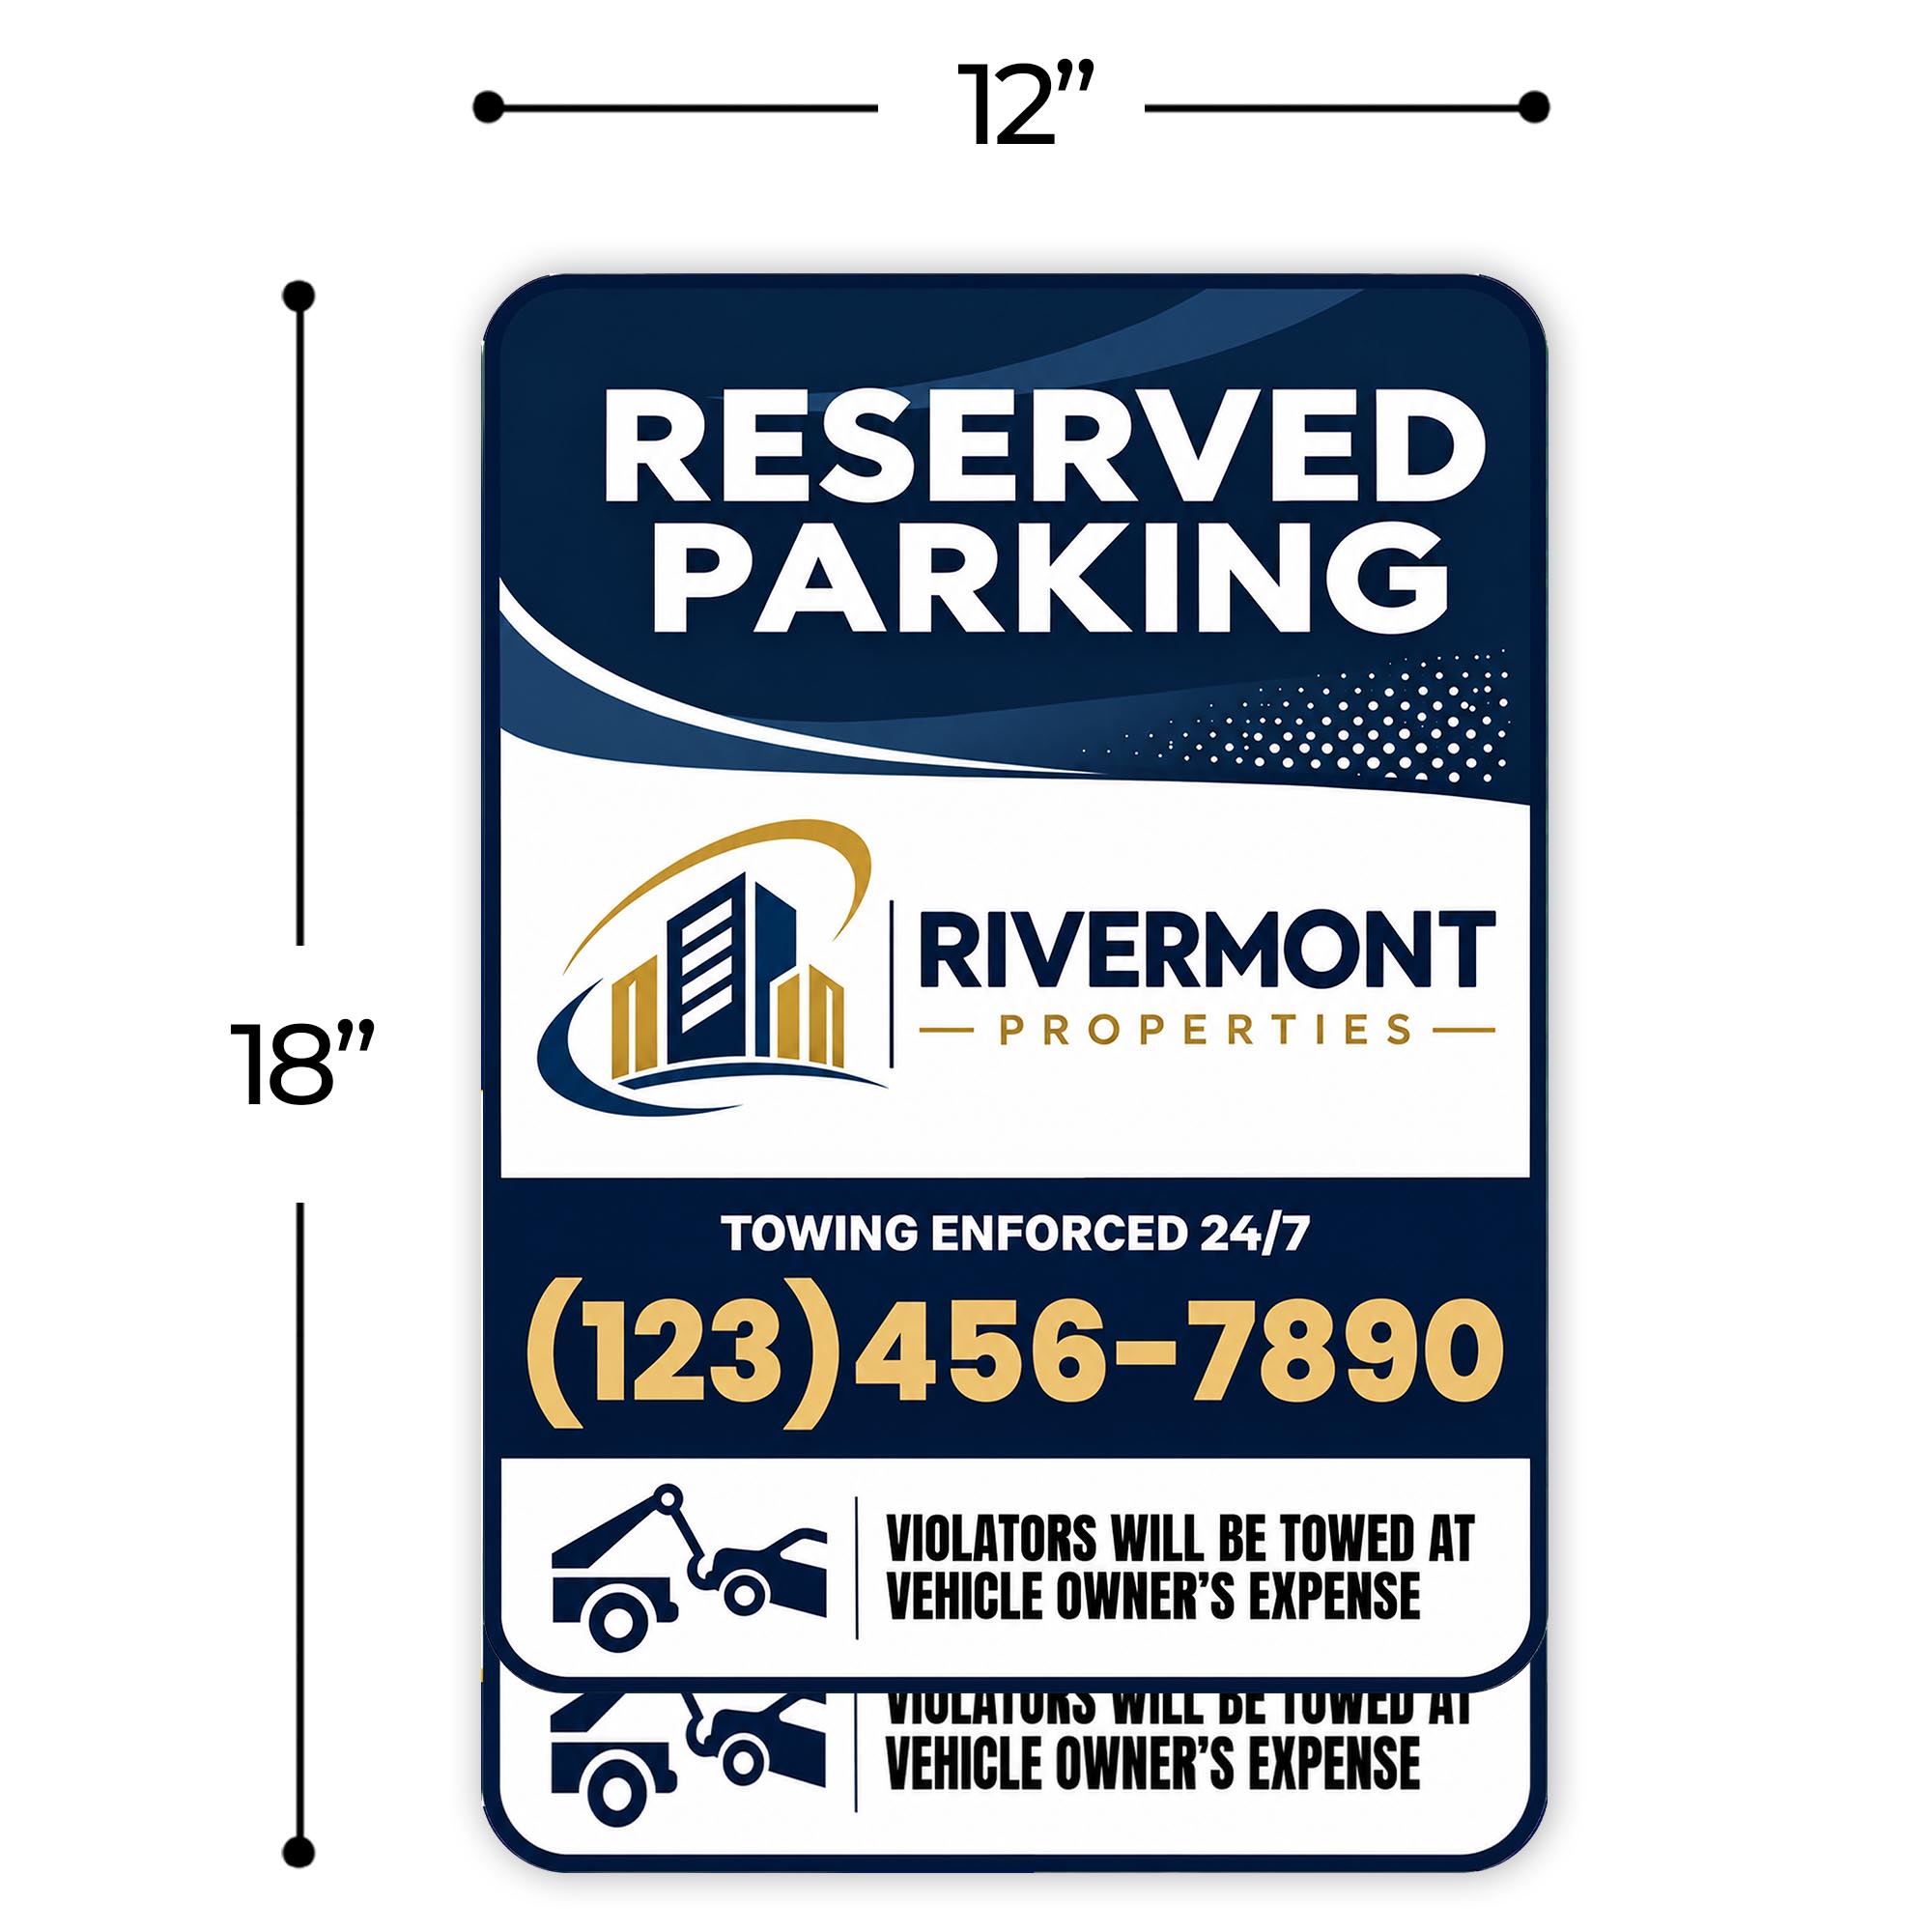 12”
18”
RESERVED
PARKING
RIVERMONT
PROPERTIES
TOWING ENFORCED 24/7
(123)456-7890
VIOLATORS WILL BE TOWED AT
VEHICLE OWNER’S EXPENSE
VIOLATORS WILL BE TOWED AT
VEHICLE OWNER’S EXPENSE